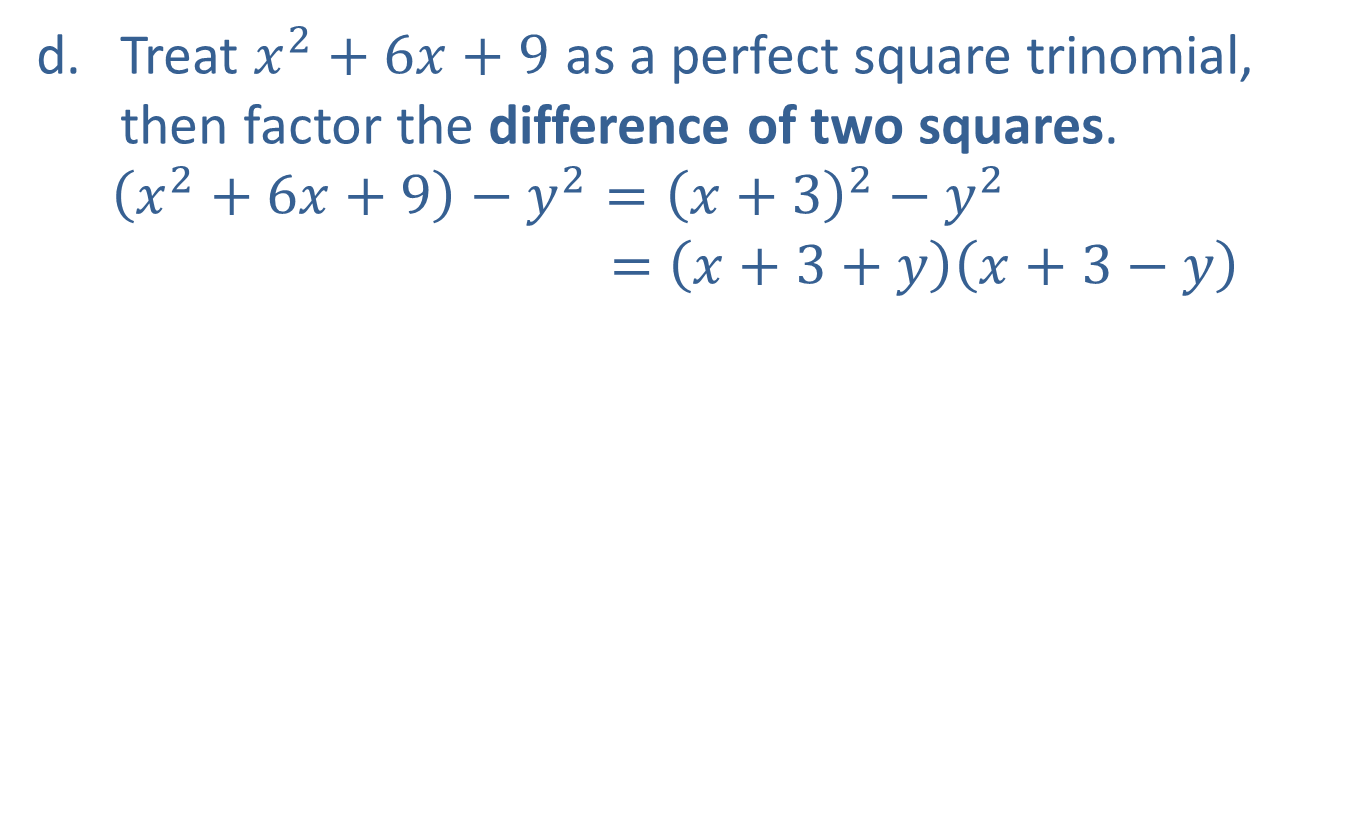 d. Treat x² + 6x + 9 as a perfect square trinomial,
then factor the difference of two squares.
(x² + 6x + 9) − y² = (x + 3)² − y²
= (x + 3 + y)(x + 3 − y)